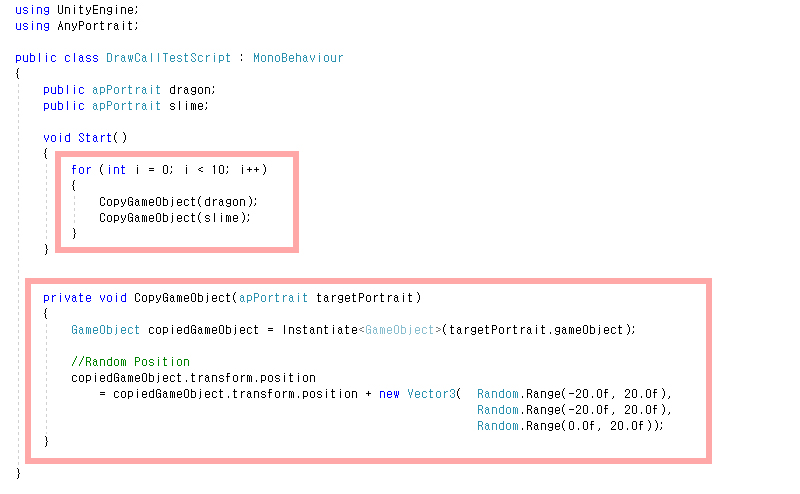 using UnityEngine;
using AnyPortrait;
public class DrawCallTestScript : MonoBehaviour
{
public apPortrait dragon;
public apPortrait slime;
void Start()
{
for (int i = 0; i < 10; i++)
{
CopyGameObject(dragon);
CopyGameObject(slime);
}
}
private void CopyGameObject(apPortrait targetPortrait)
{
GameObject copiedGameObject = Instantiate<GameObject>(targetPortrait.gameObject);
//Random Position
copiedGameObject.transform.position
= copiedGameObject.transform.position + new Vector3( Random.Range(-20.0f, 20.0f),
Random.Range(-20.0f, 20.0f),
Random.Range(0.0f, 20.0f));
}
}